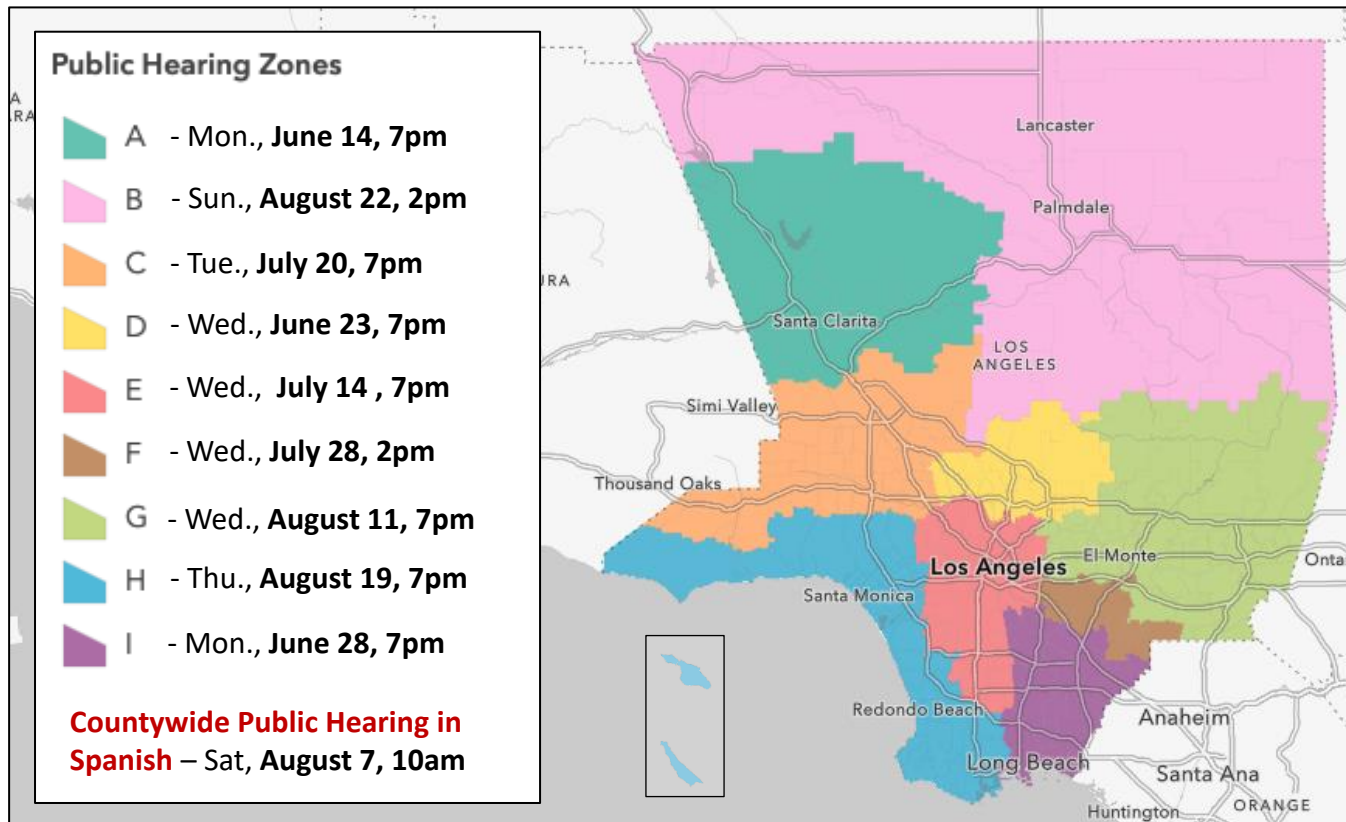 Public Hearing Zones
A - Mon., June 14, 7pm
B - Sun., August 22, 2pm
C - Tue., July 20, 7pm
D - Wed., June 23, 7pm
E - Wed., July 14 , 7pm
F - Wed., July 28, 2pm
G - Wed., August 11, 7pm
H - Thu., August 19, 7pm
I - Mon., June 28, 7pm
Countywide Public Hearing in
Spanish – Sat, August 7, 10am
A
RA
URA
Lancaster
Palmdale
Santa Clarita
LOS
ANGELES
Simi Valley
Thousand Oaks
El Monte
Onta
Los Angeles
Santa Monica
Redondo Beach
Anaheim
Long Beach
Santa Ana
Huntington
ORANGE